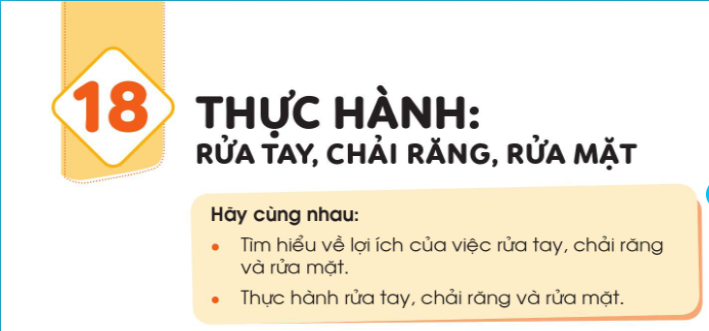 18
THỰC HÀNH:
RỬA TAY, CHẢI RĂNG, RỬA MẶT
Hãy cùng nhau:
• Tìm hiểu về lợi ích của việc rửa tay, chải răng
và rửa mặt.
• Thực hành rửa tay, chải răng và rửa mặt.